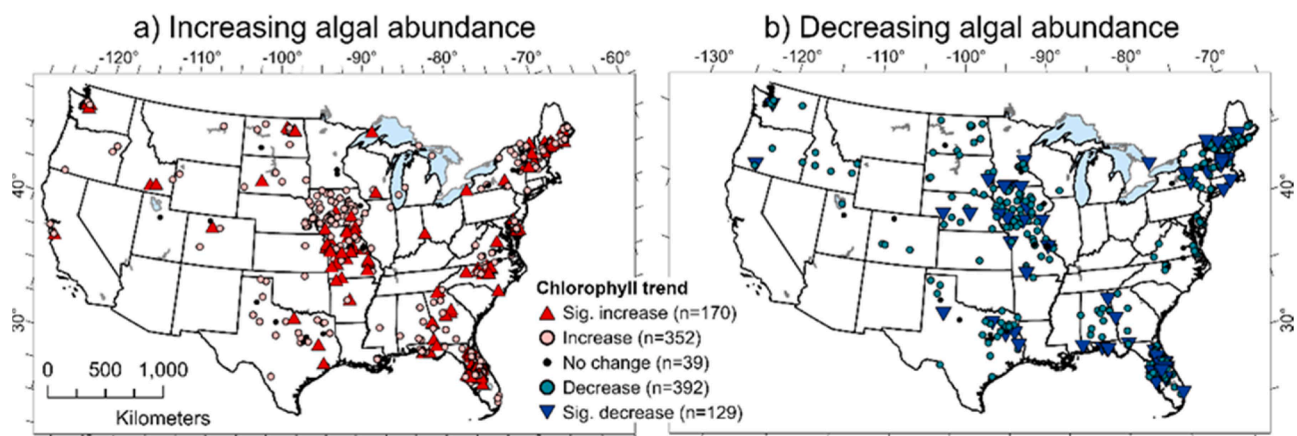 a) Increasing algal abundance
b) Decreasing algal abundance
-120° -110° -100° -90° -80° -70° -60°
-130° -120° -110° -100° -90° -80° -70°
40°
30°
40°
30°
40°
30°
Chlorophyll trend
Sig. increase (n=170)
Increase (n=352)
No change (n=39)
Decrease (n=392)
Sig. decrease (n=129)
0 500 1,000
Kilometers